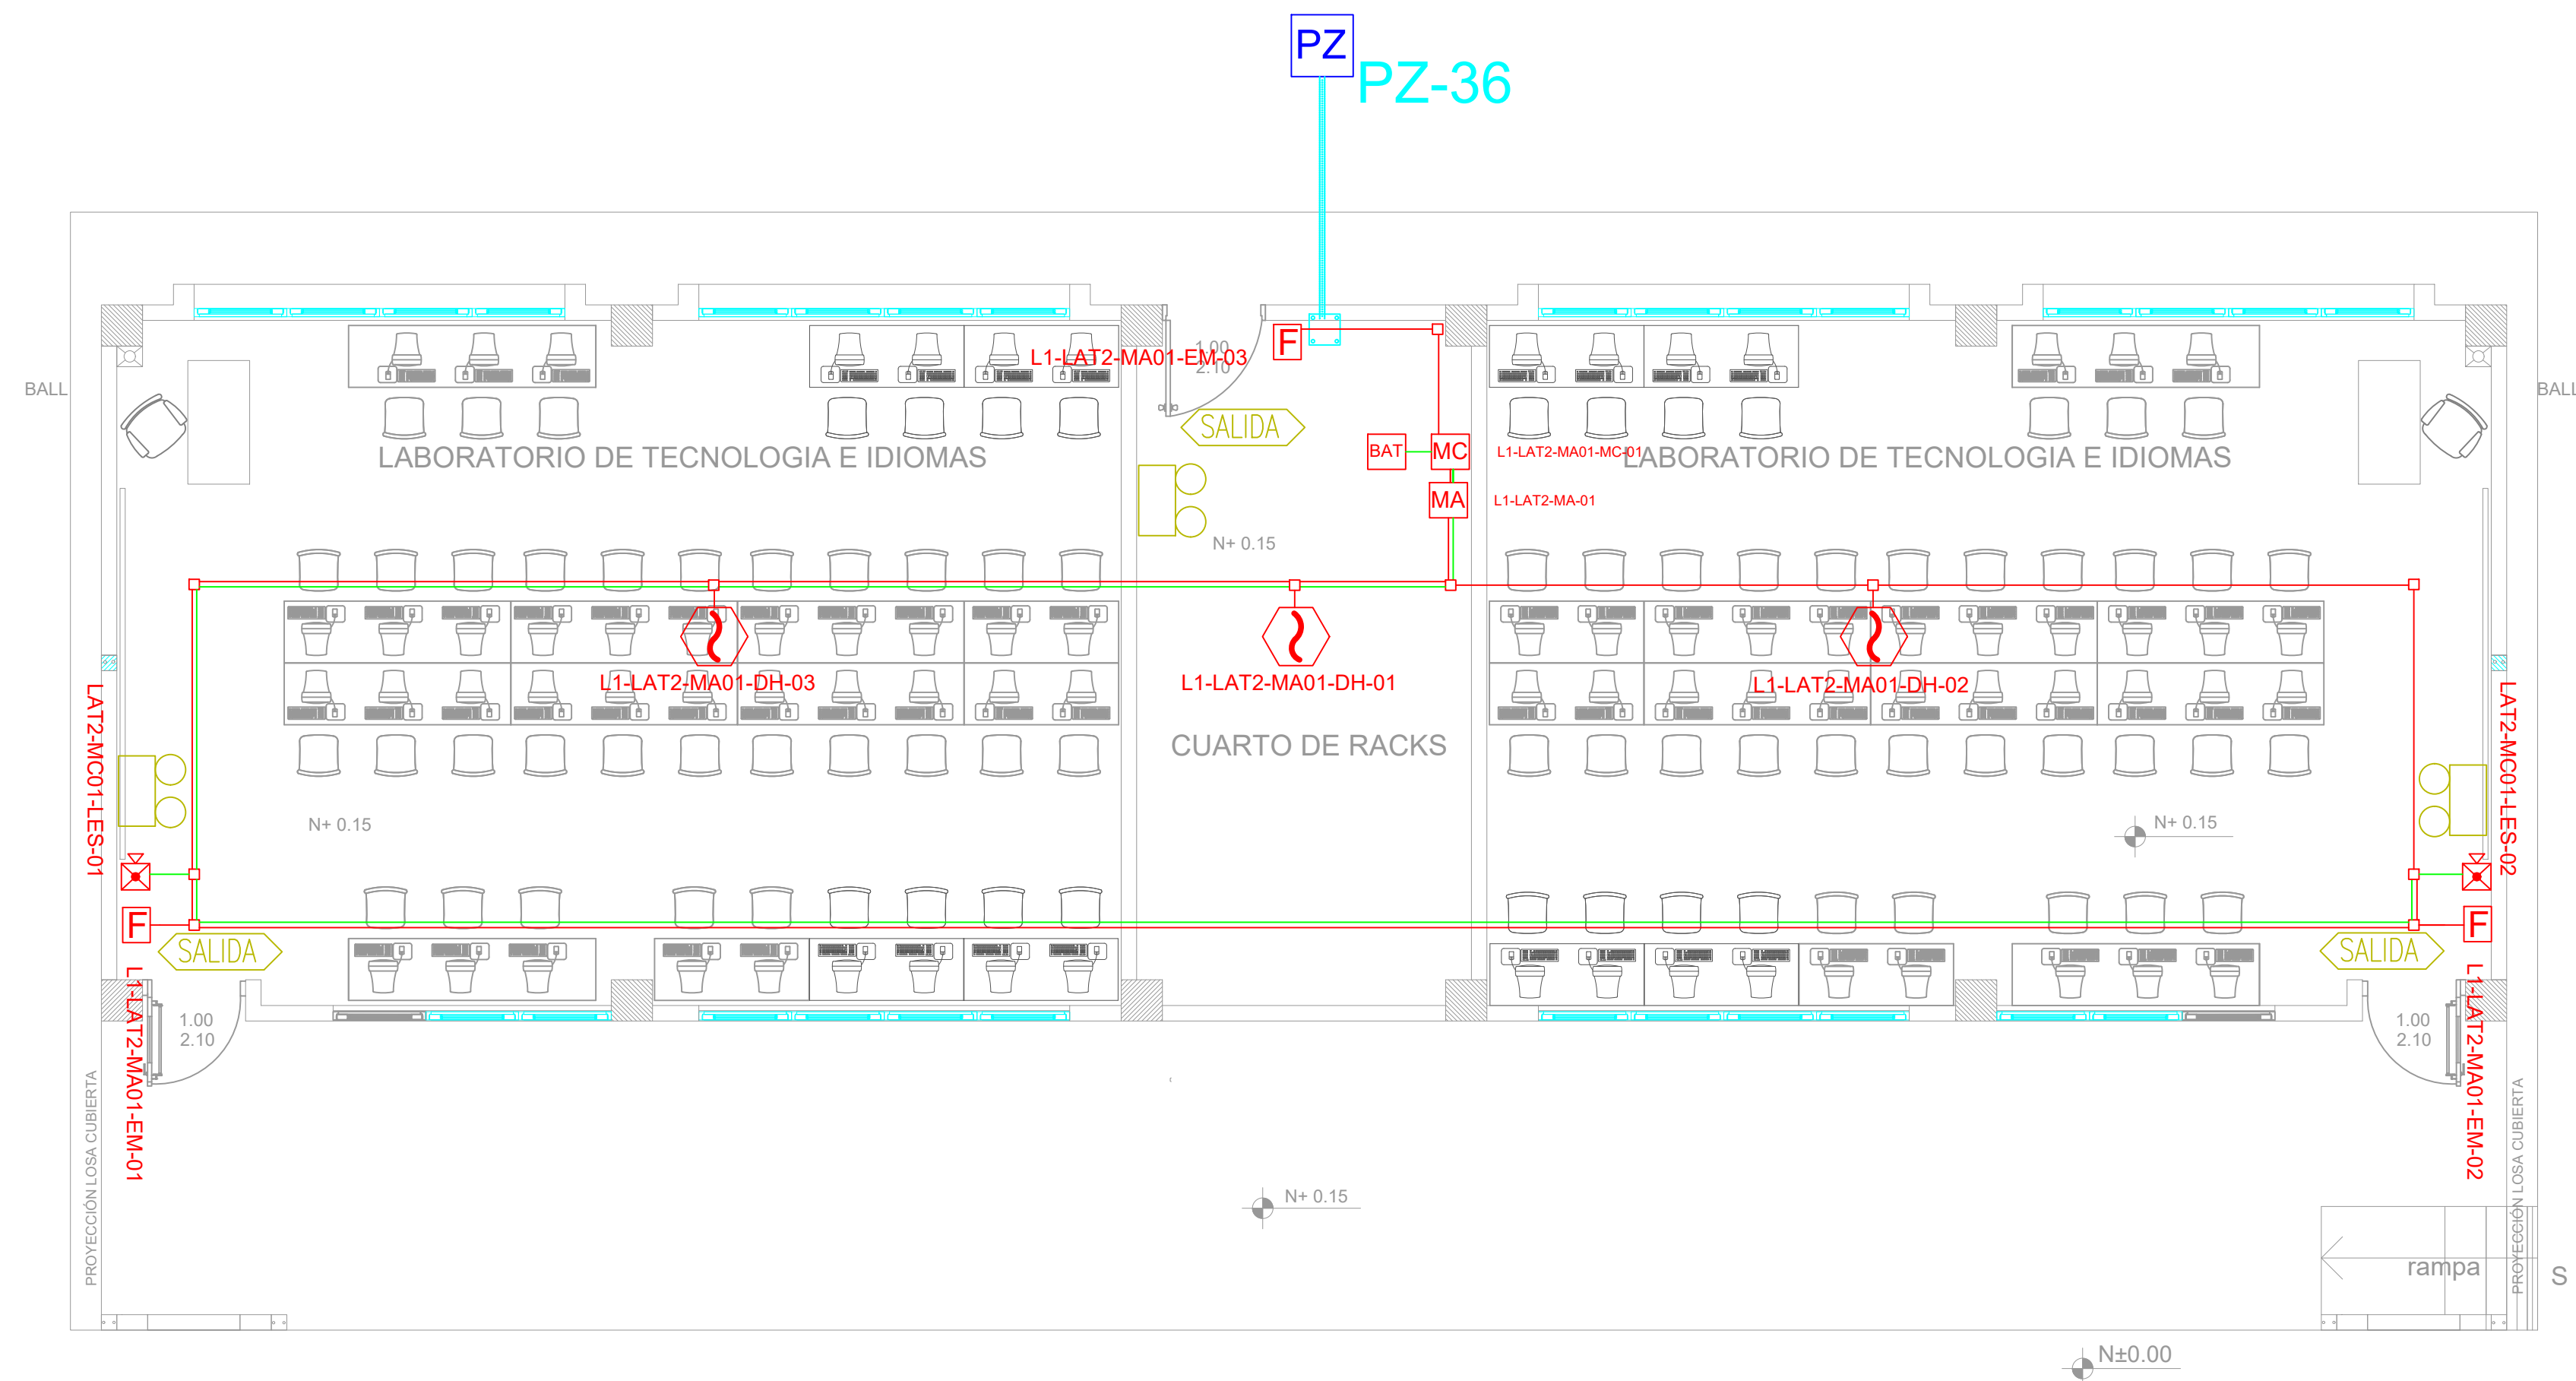 PZ
PZ-36
F
L1-LAT2-MA01-EM-03
1.00
2.10
BALL
BALL
SALIDA
LABORATORIO DE TECNOLOGIA E IDIOMAS
BAT
MC
L1-LAT2-MA01-MC-01
LABORATORIO DE TECNOLOGIA E IDIOMAS
MA
L1-LAT2-MA-01
N+ 0.15
L1-LAT2-MA01-DH-03
L1-LAT2-MA01-DH-01
L1-LAT2-MA01-DH-02
LAT2-MC01-LES-01
LAT2-MC01-LES-02
CUARTO DE RACKS
N+ 0.15
N+ 0.15
F
F
SALIDA
SALIDA
1.00
2.10
1.00
2.10
L1-LAT2-MA01-EM-01
L1-LAT2-MA01-EM-02
PROYECCIÓN LOSA CUBIERTA
PROYECCIÓN LOSA CUBIERTA
N+ 0.15
rampa
S
N±0.00